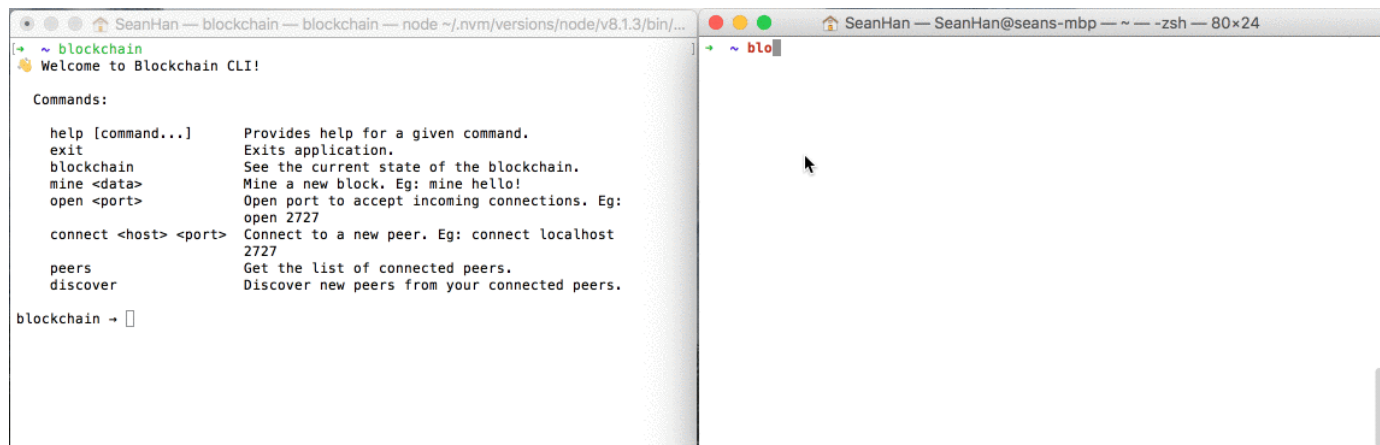 SeanHan — blockchain — blockchain — node ~/.nvm/versions/node/v8.1.3/bin/...
[→ ~ blockchain ]
👋 Welcome to Blockchain CLI!
Commands:
help [command...] Provides help for a given command.
exit Exits application.
blockchain See the current state of the blockchain.
mine <data> Mine a new block. Eg: mine hello!
open <port> Open port to accept incoming connections. Eg:
open 2727
connect <host> <port> Connect to a new peer. Eg: connect localhost
2727
peers Get the list of connected peers.
discover Discover new peers from your connected peers.
blockchain →
SeanHan — SeanHan@seans-mbp — ~ — -zsh — 80×24
→ ~ blo